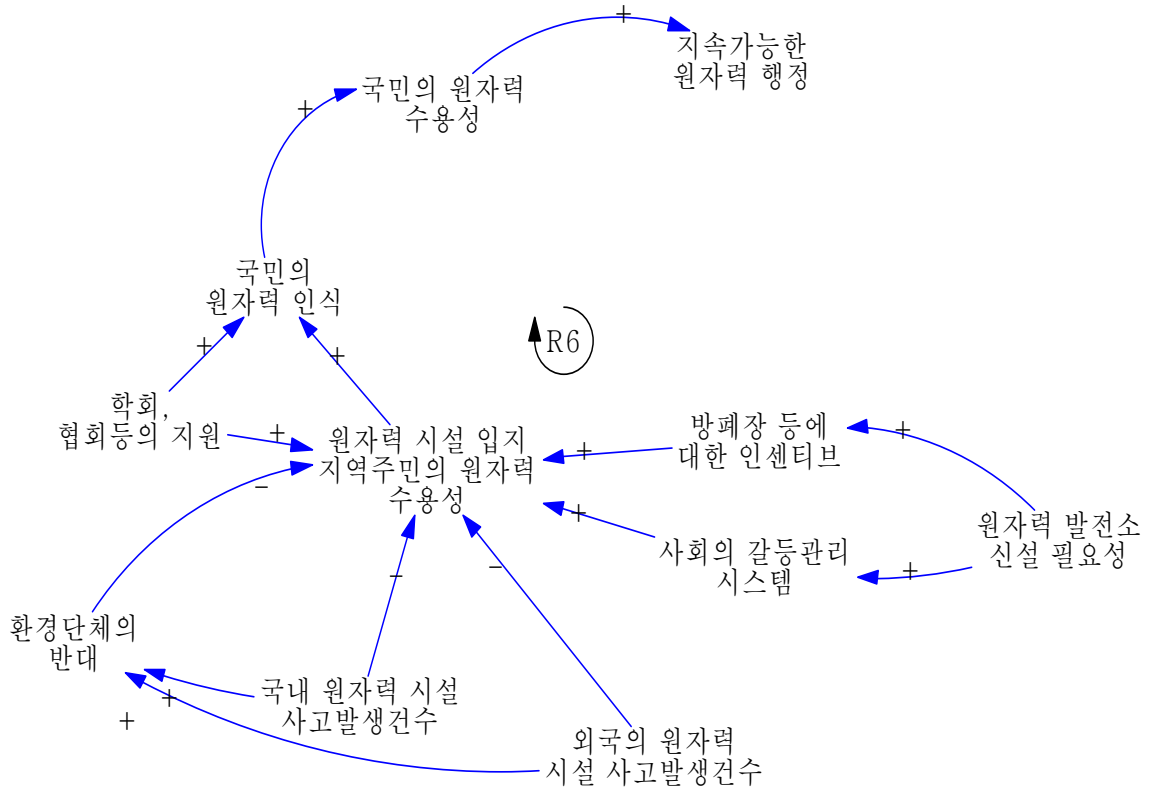 +
지속가능한
원자력 행정
국민의 원자력
수용성
+
국민의
원자력 인식
+
+
R6
학회,
협회등의 지원
+
원자력 시설 입지
지역주민의 원자력
수용성
+
방폐장 등에
대한 인센티브
+
-
+
사회의 갈등관리
시스템
+
원자력 발전소
신설 필요성
-
-
환경단체의
반대
+
+
국내 원자력 시설
사고발생건수
외국의 원자력
시설 사고발생건수